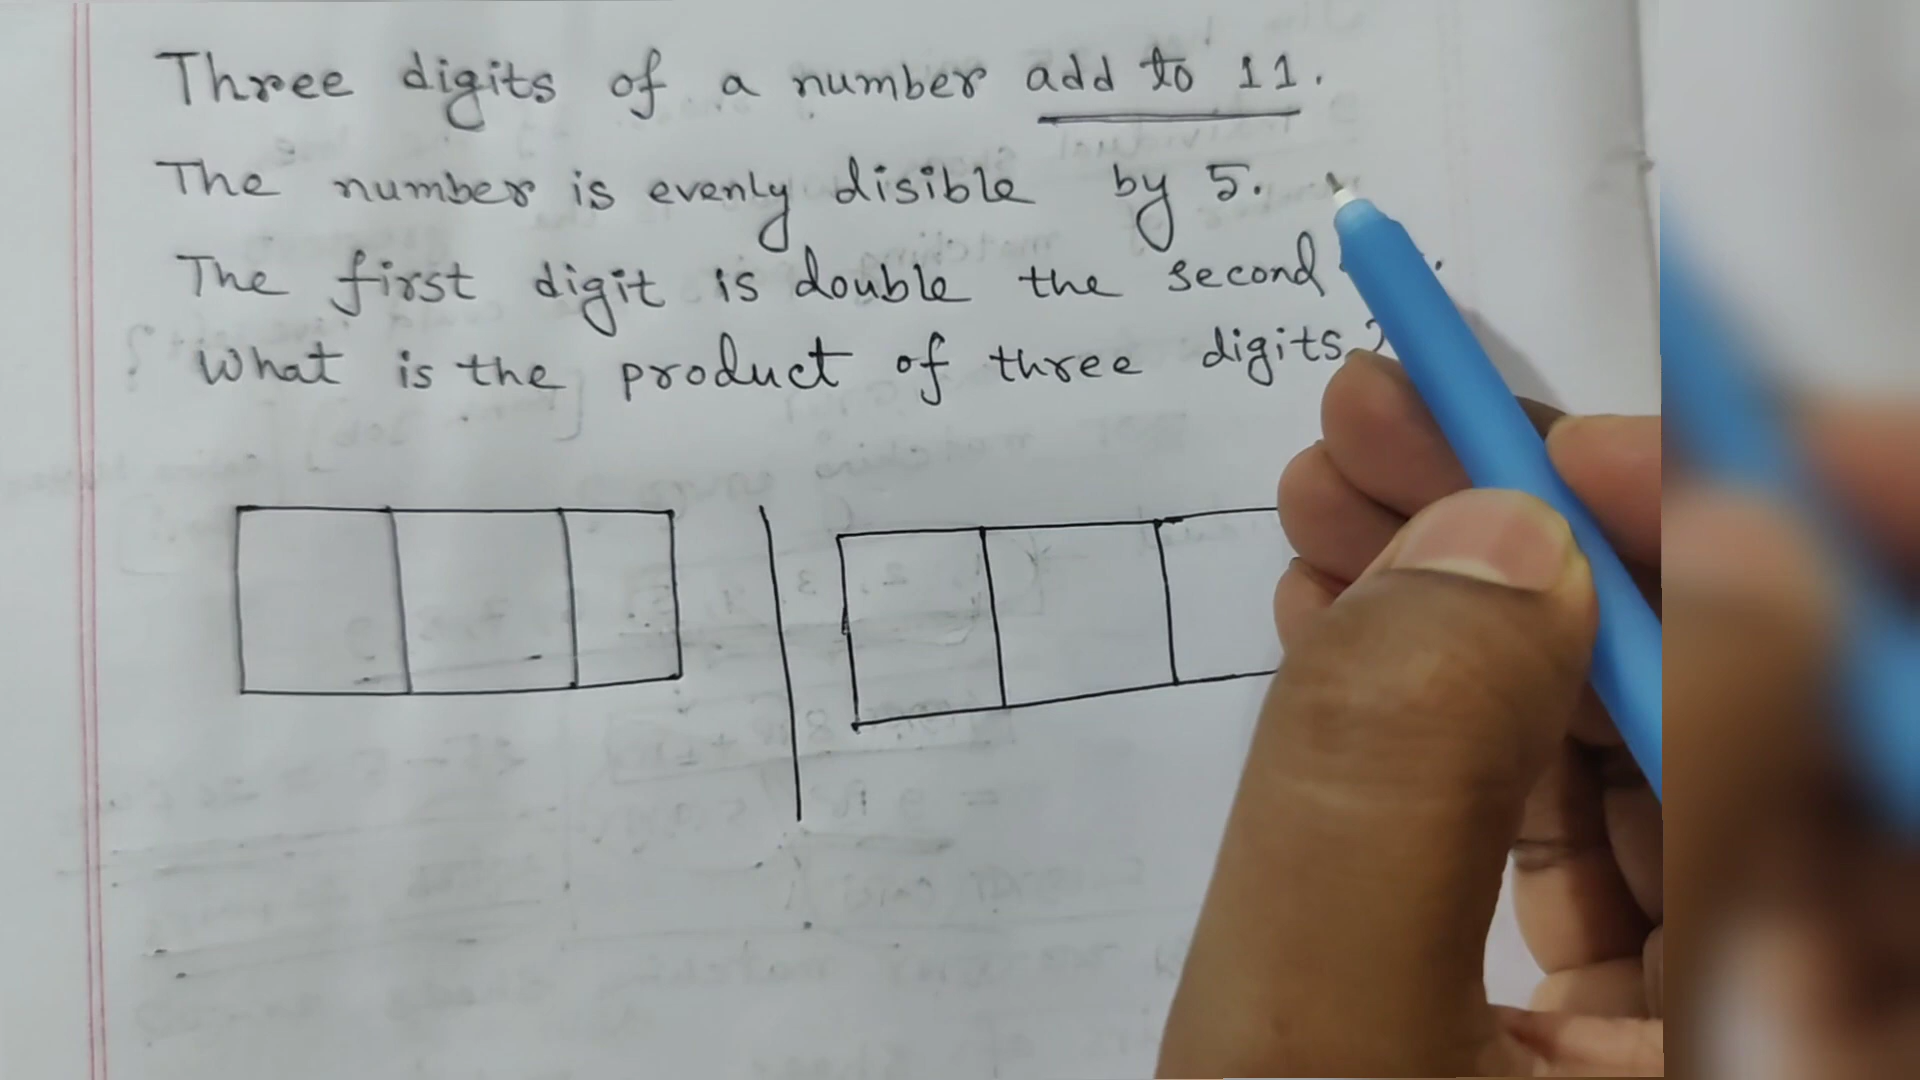 Three digits of a number add to 11.
The number is evenly disible by 5.
The first digit is double the second
What is the product of three digits?